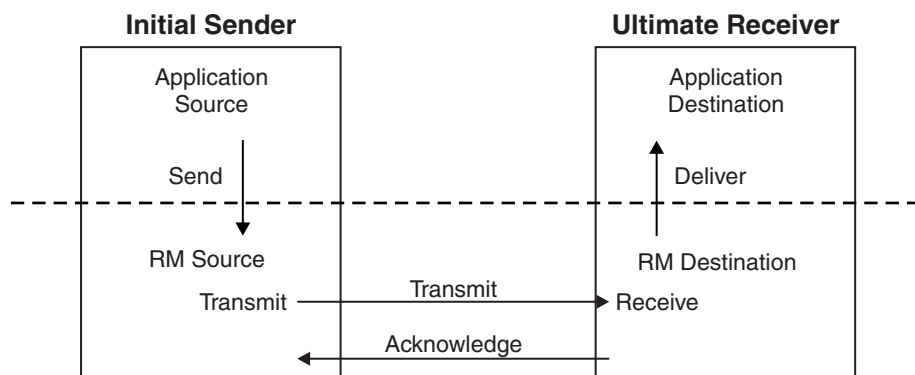 Initial Sender
Ultimate Receiver
Application
Source
Application
Destination
Send
Deliver
RM Source
RM Destination
Transmit
Transmit
Receive
Acknowledge